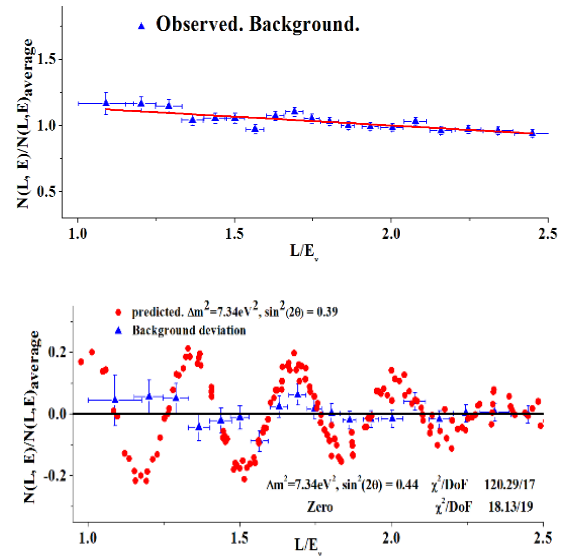 Observed. Background.
N(L, E)/N(L,E)average
1.5
1.0
0.5
1.0 1.5 2.0 2.5
L/Eν
predicted. Δm²=7.34eV², sin²(2θ) = 0.39
Background deviation
N(L, E)/N(L,E)average
0.2
0.0
-0.2
Δm²=7.34eV², sin²(2θ) = 0.44 χ²/DoF 120.29/17
Zero χ²/DoF 18.13/19
1.0 1.5 2.0 2.5
L/Eν